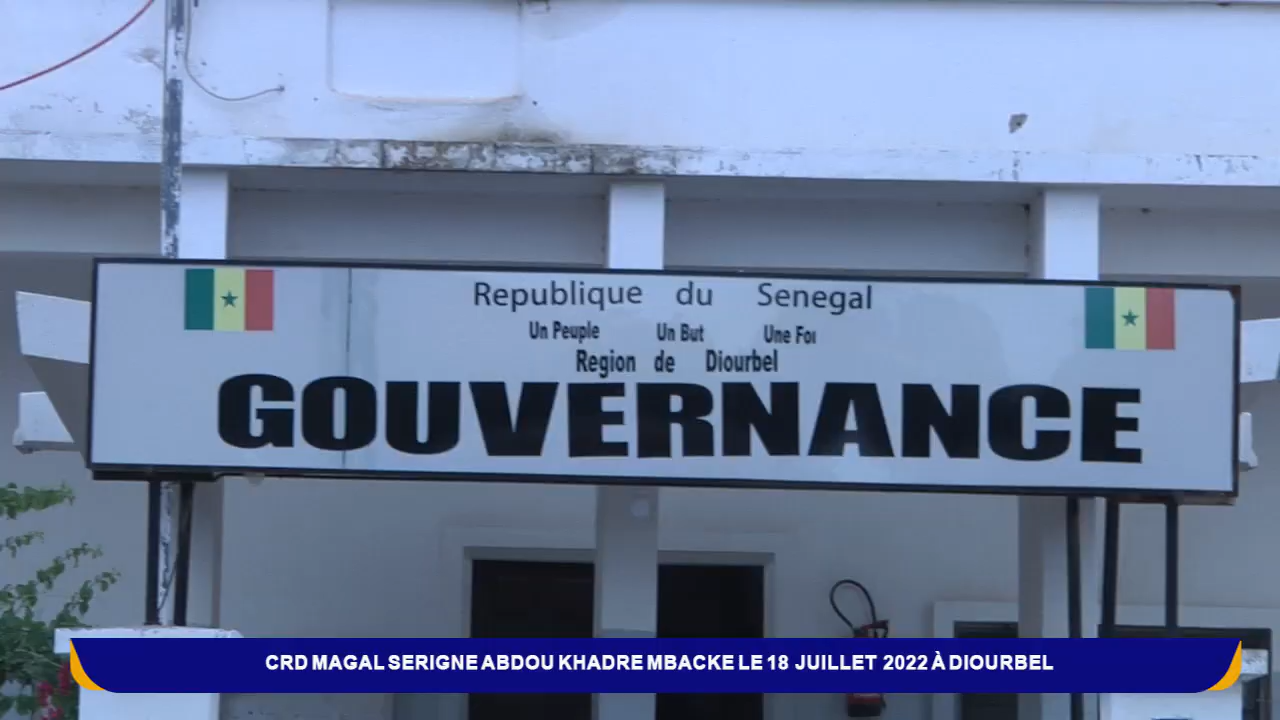 Republique du Senegal
Un Peuple Un But Une Foi
Region de Diourbel
GOUVERNANCE
CRD MAGAL SERIGNE ABDOU KHADRE MBACKE LE 18 JUILLET 2022 À DIOURBEL